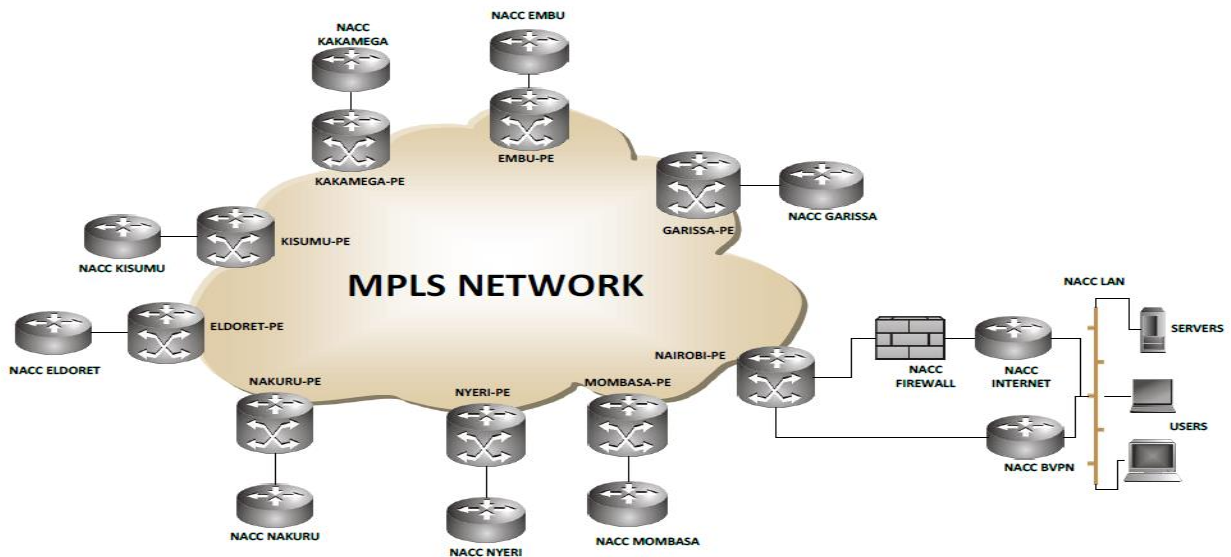 NACC
KAKAMEGA
NACC EMBU
KAKAMEGA-PE
EMBU-PE
GARISSA-PE
NACC GARISSA
KISUMU-PE
NACC KISUMU
MPLS NETWORK
NACC LAN
SERVERS
ELDORET-PE
NACC ELDORET
NAIROBI-PE
NACC
FIREWALL
NACC
INTERNET
NAKURU-PE
NYERI-PE
MOMBASA-PE
USERS
NACC BVPN
NACC NAKURU
NACC NYERI
NACC MOMBASA